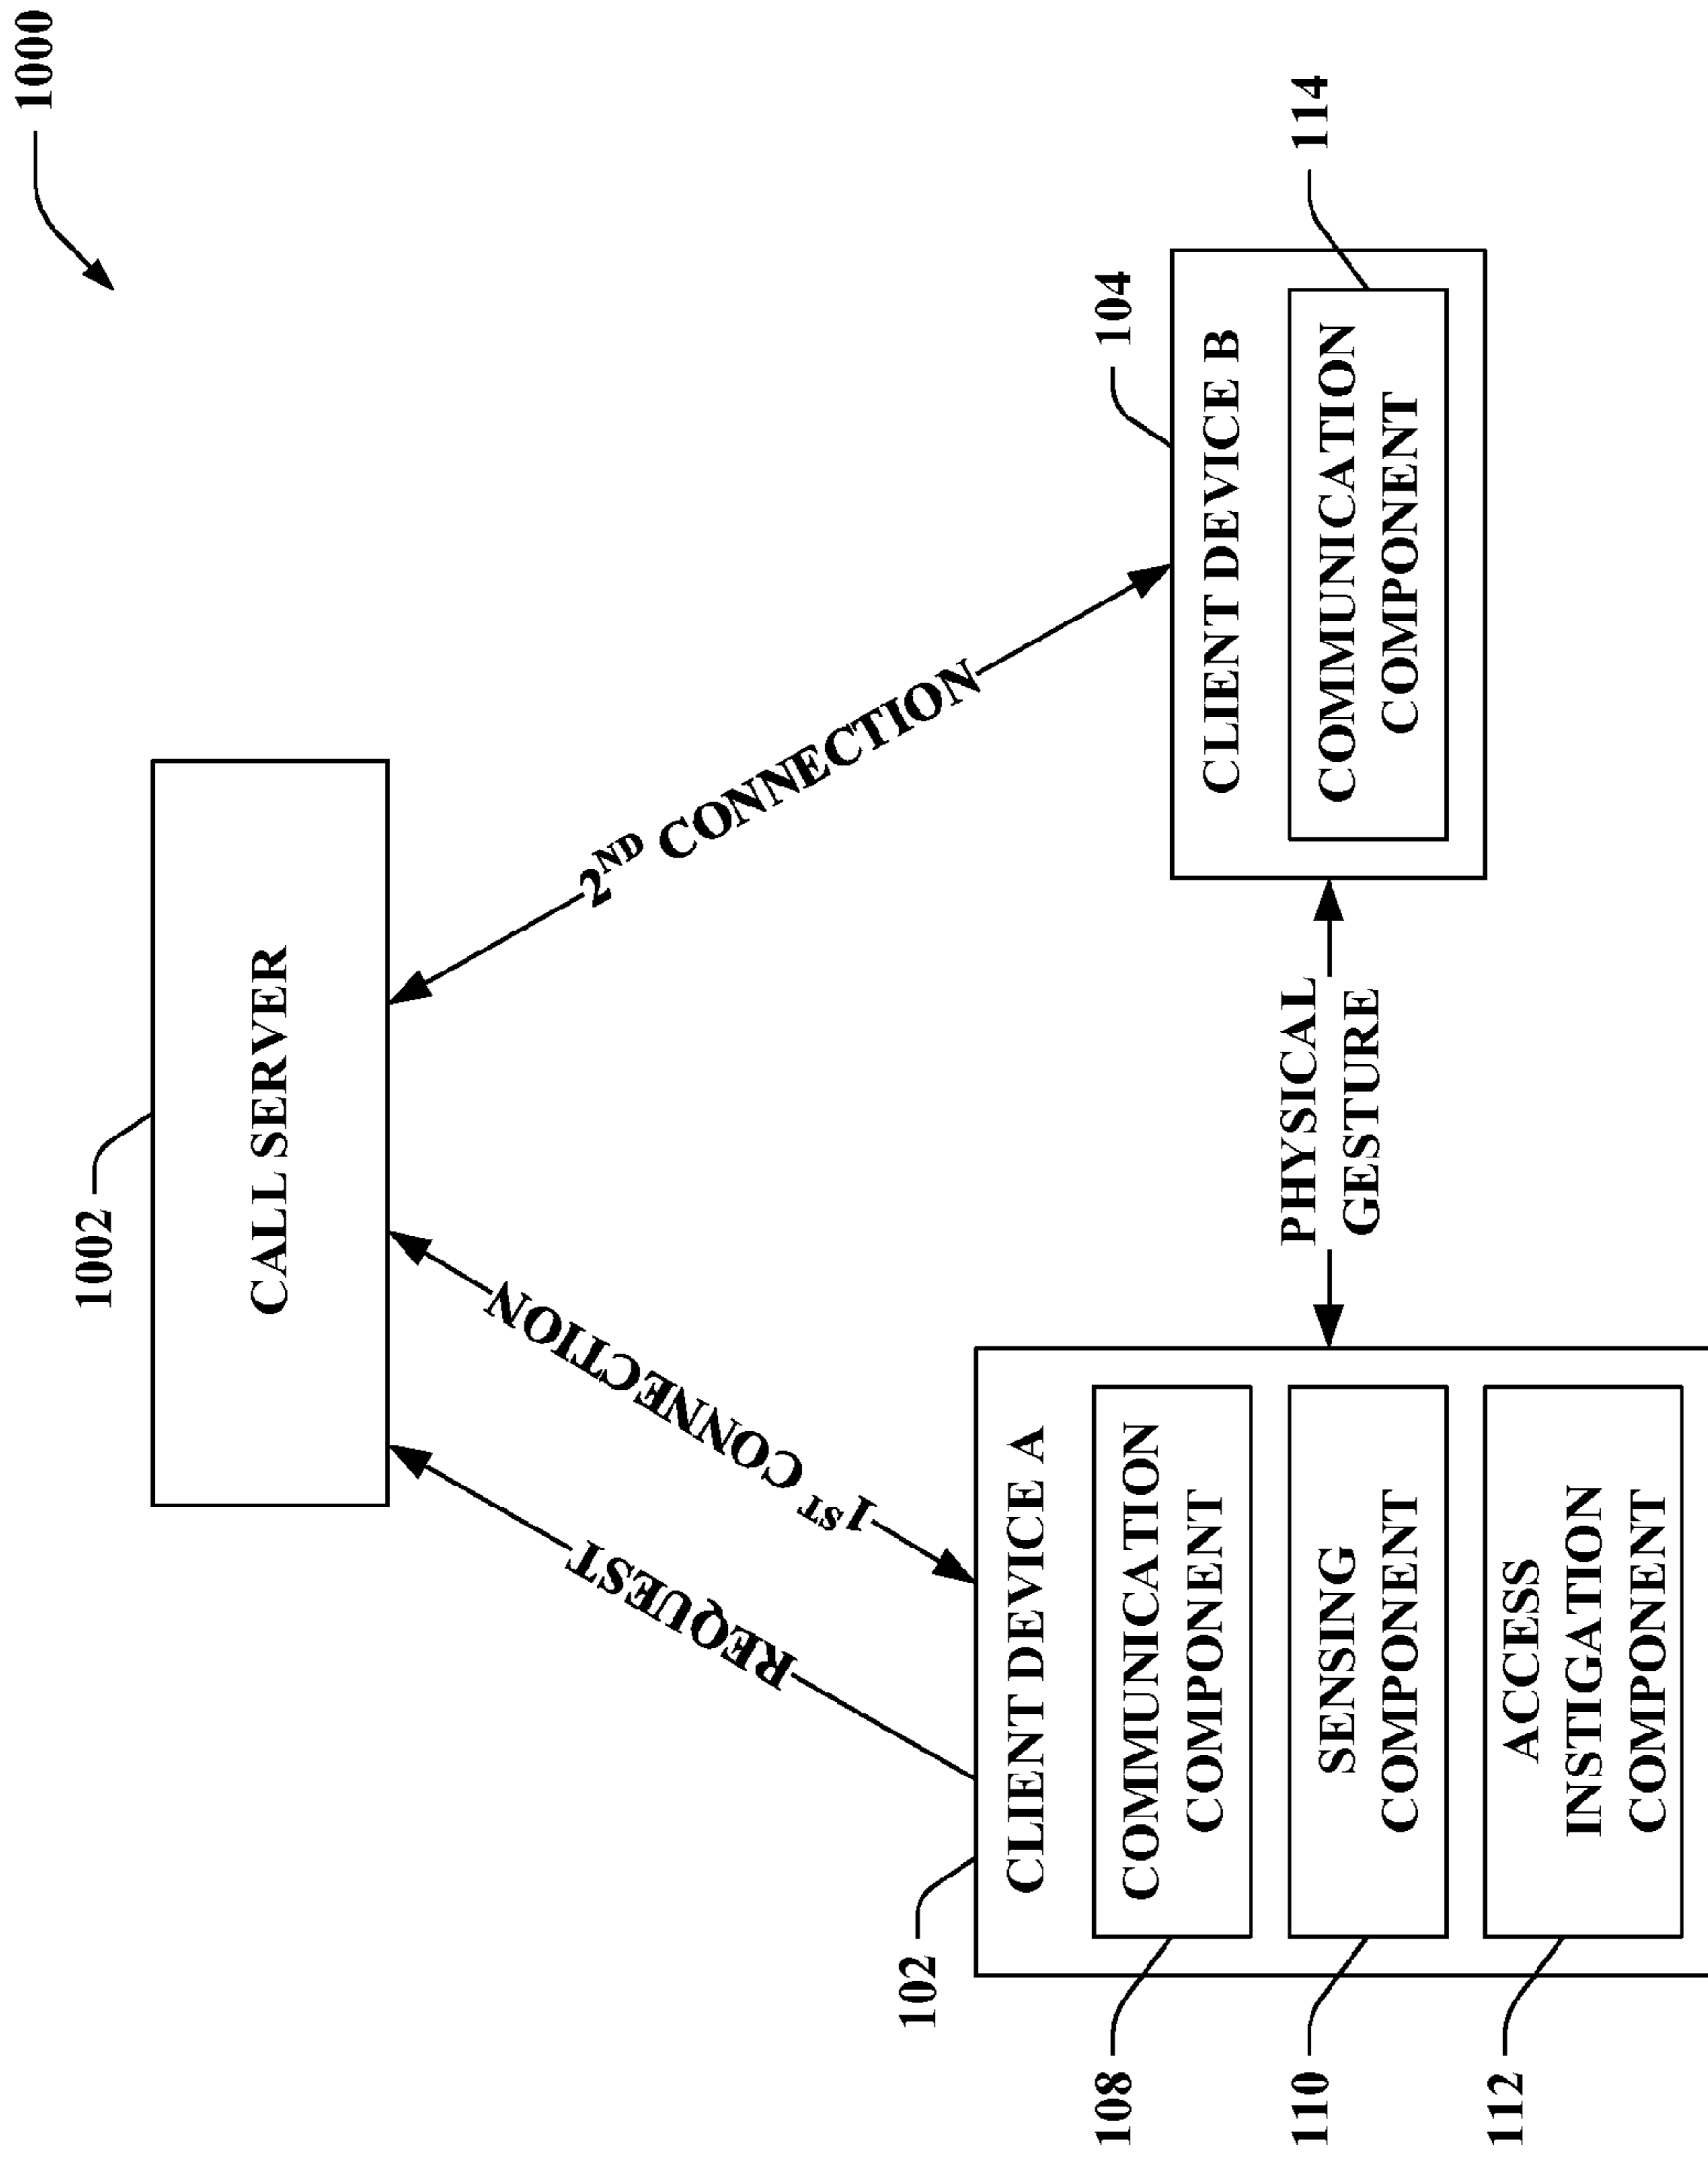 1000
1002
CALL SERVER
REQUEST
1ST CONNECTION
2ND CONNECTION
102
CLIENT DEVICE A
108
COMMUNICATION
COMPONENT
110
SENSING
COMPONENT
112
ACCESS
INSTIGATION
COMPONENT
PHYSICAL
GESTURE
104
CLIENT DEVICE B
COMMUNICATION
COMPONENT
114